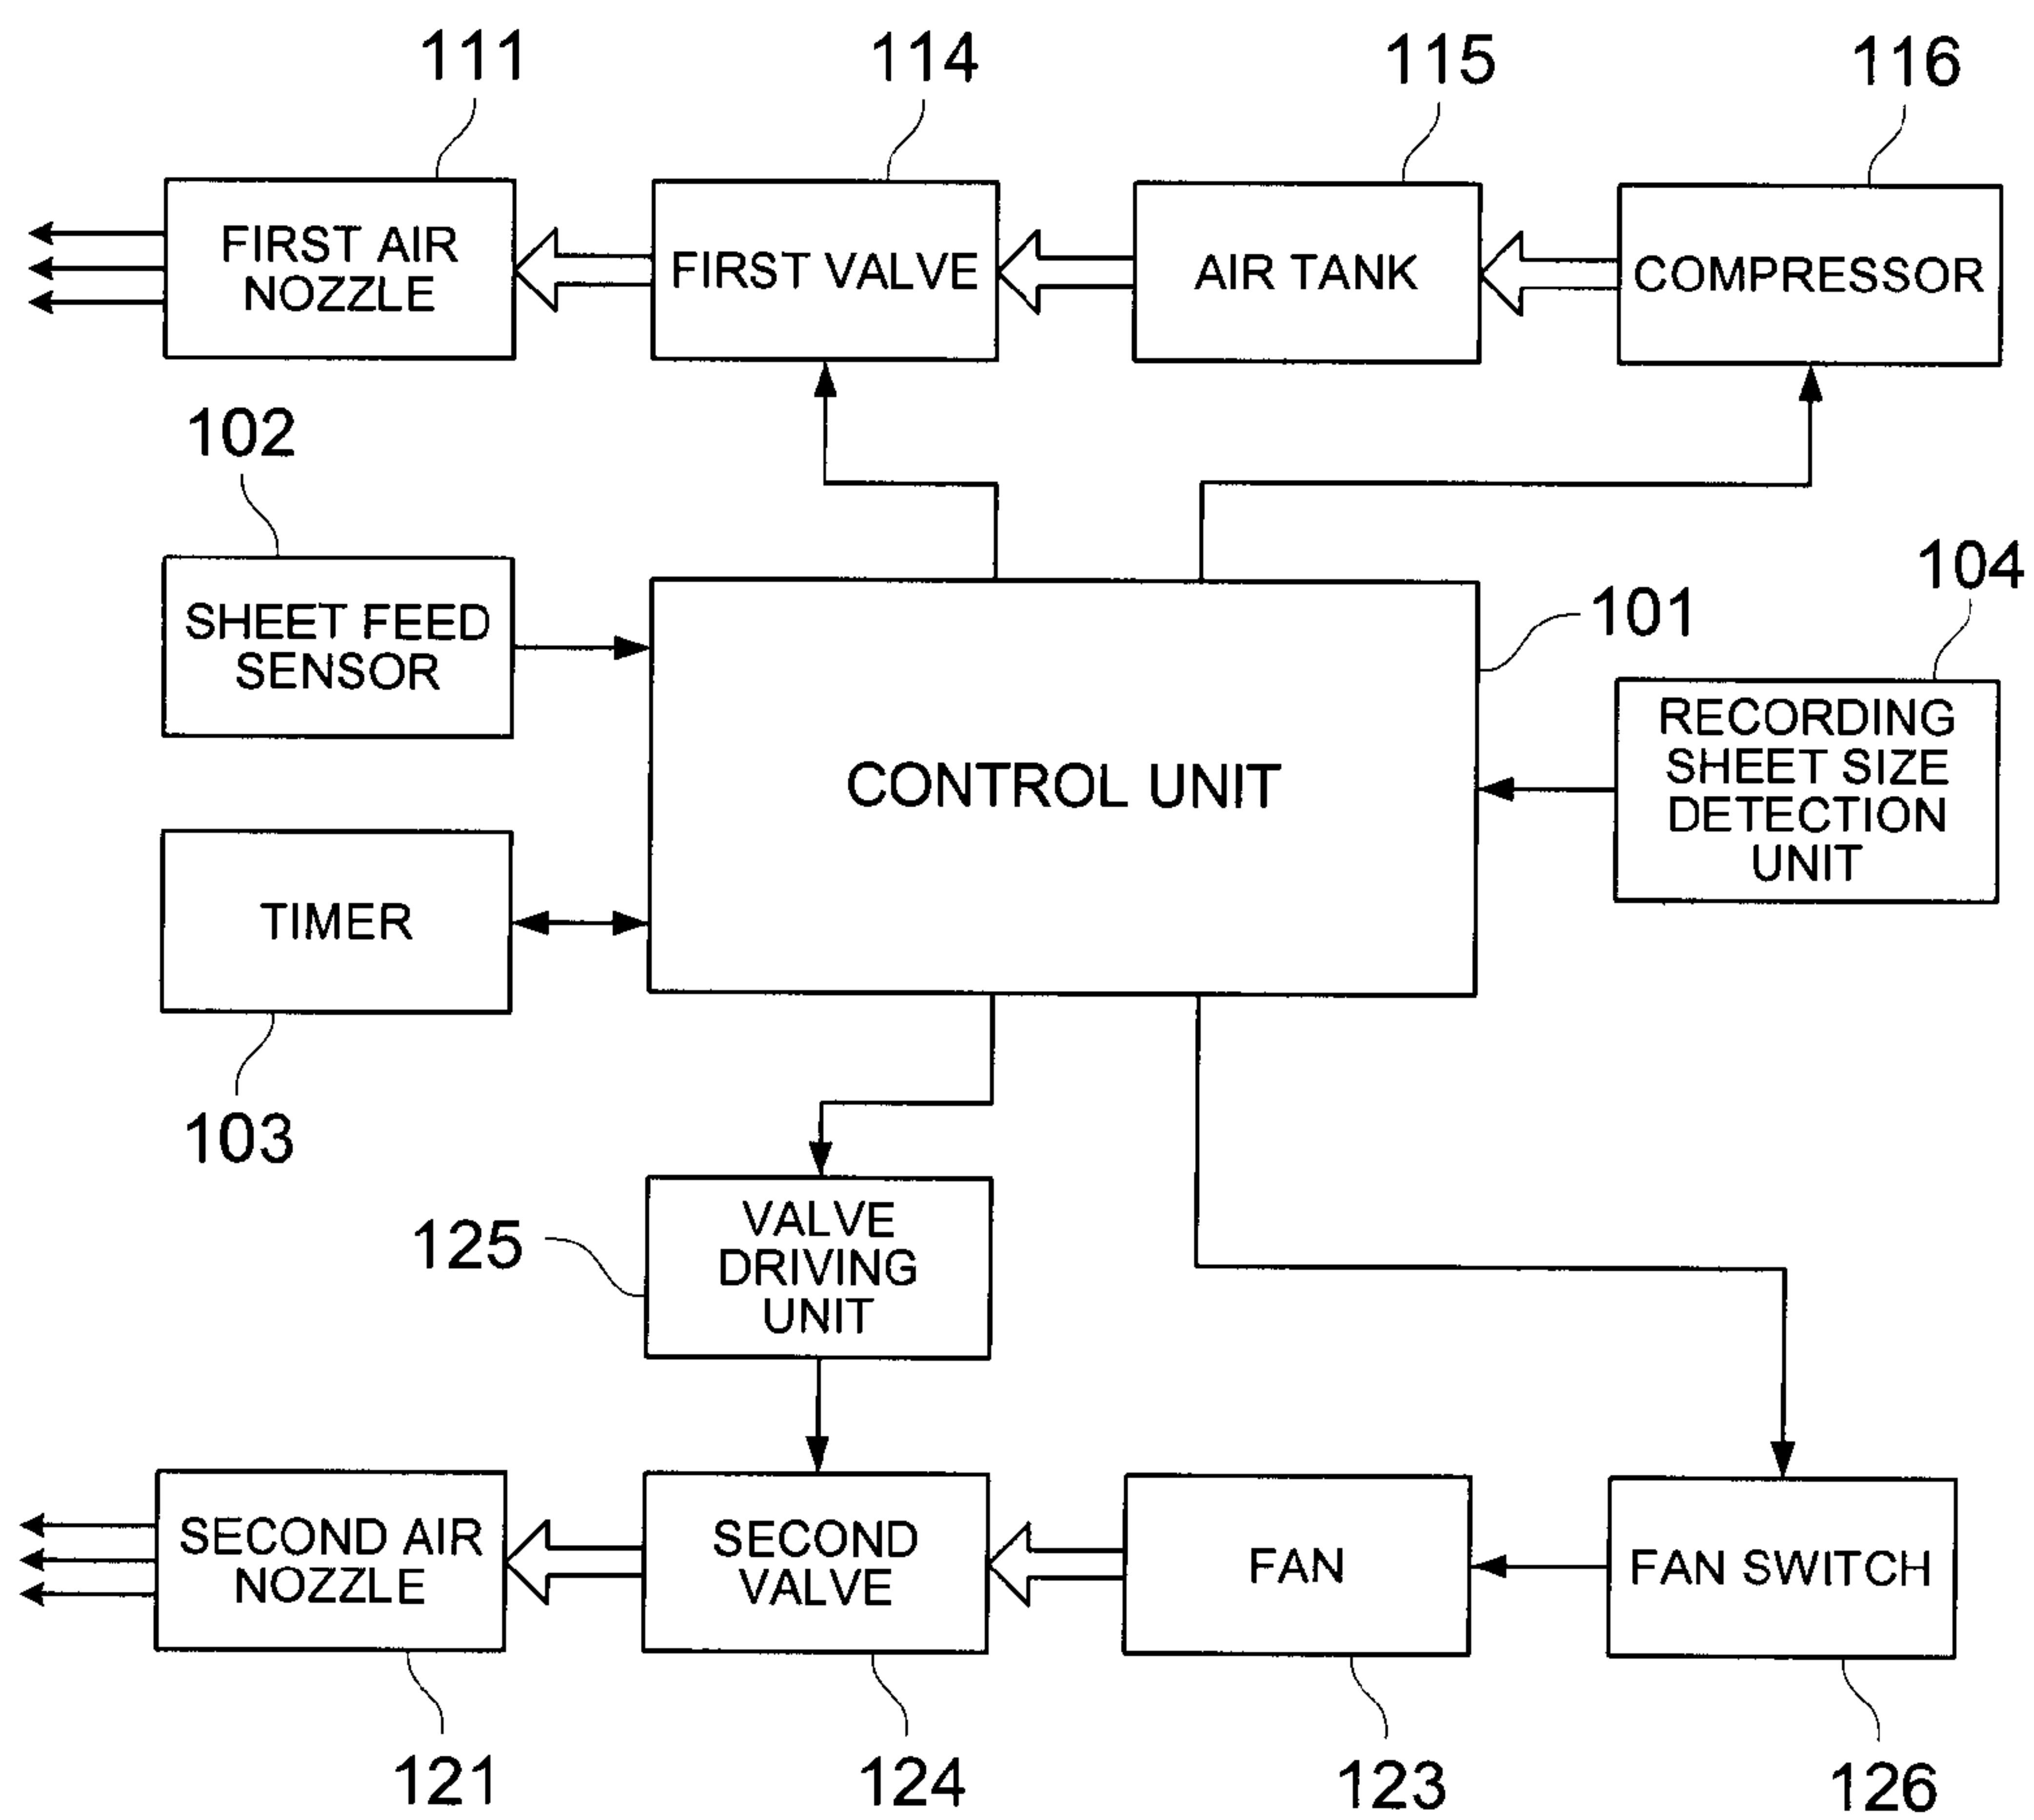 111
114
115
116
FIRST AIR
NOZZLE
FIRST VALVE
AIR TANK
COMPRESSOR
102
104
101
SHEET FEED
SENSOR
CONTROL UNIT
RECORDING
SHEET SIZE
DETECTION
UNIT
TIMER
103
125
VALVE
DRIVING
UNIT
SECOND AIR
NOZZLE
SECOND
VALVE
FAN
FAN SWITCH
121
124
123
126